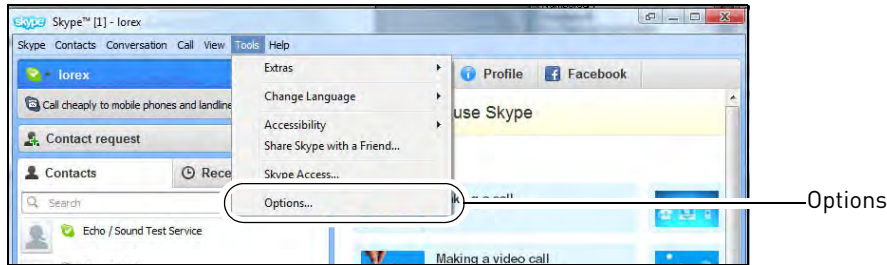 Skype™ [1] - lorex
Skype Contacts Conversation Call View Tools Help
lorex
Extras
Profile Facebook
Call cheaply to mobile phones and landline
Change Language
use Skype
Contact request
Accessibility
Share Skype with a Friend...
Contacts Rece
Skype Access...
Search
Options...
Options
Echo / Sound Test Service
Making a video call